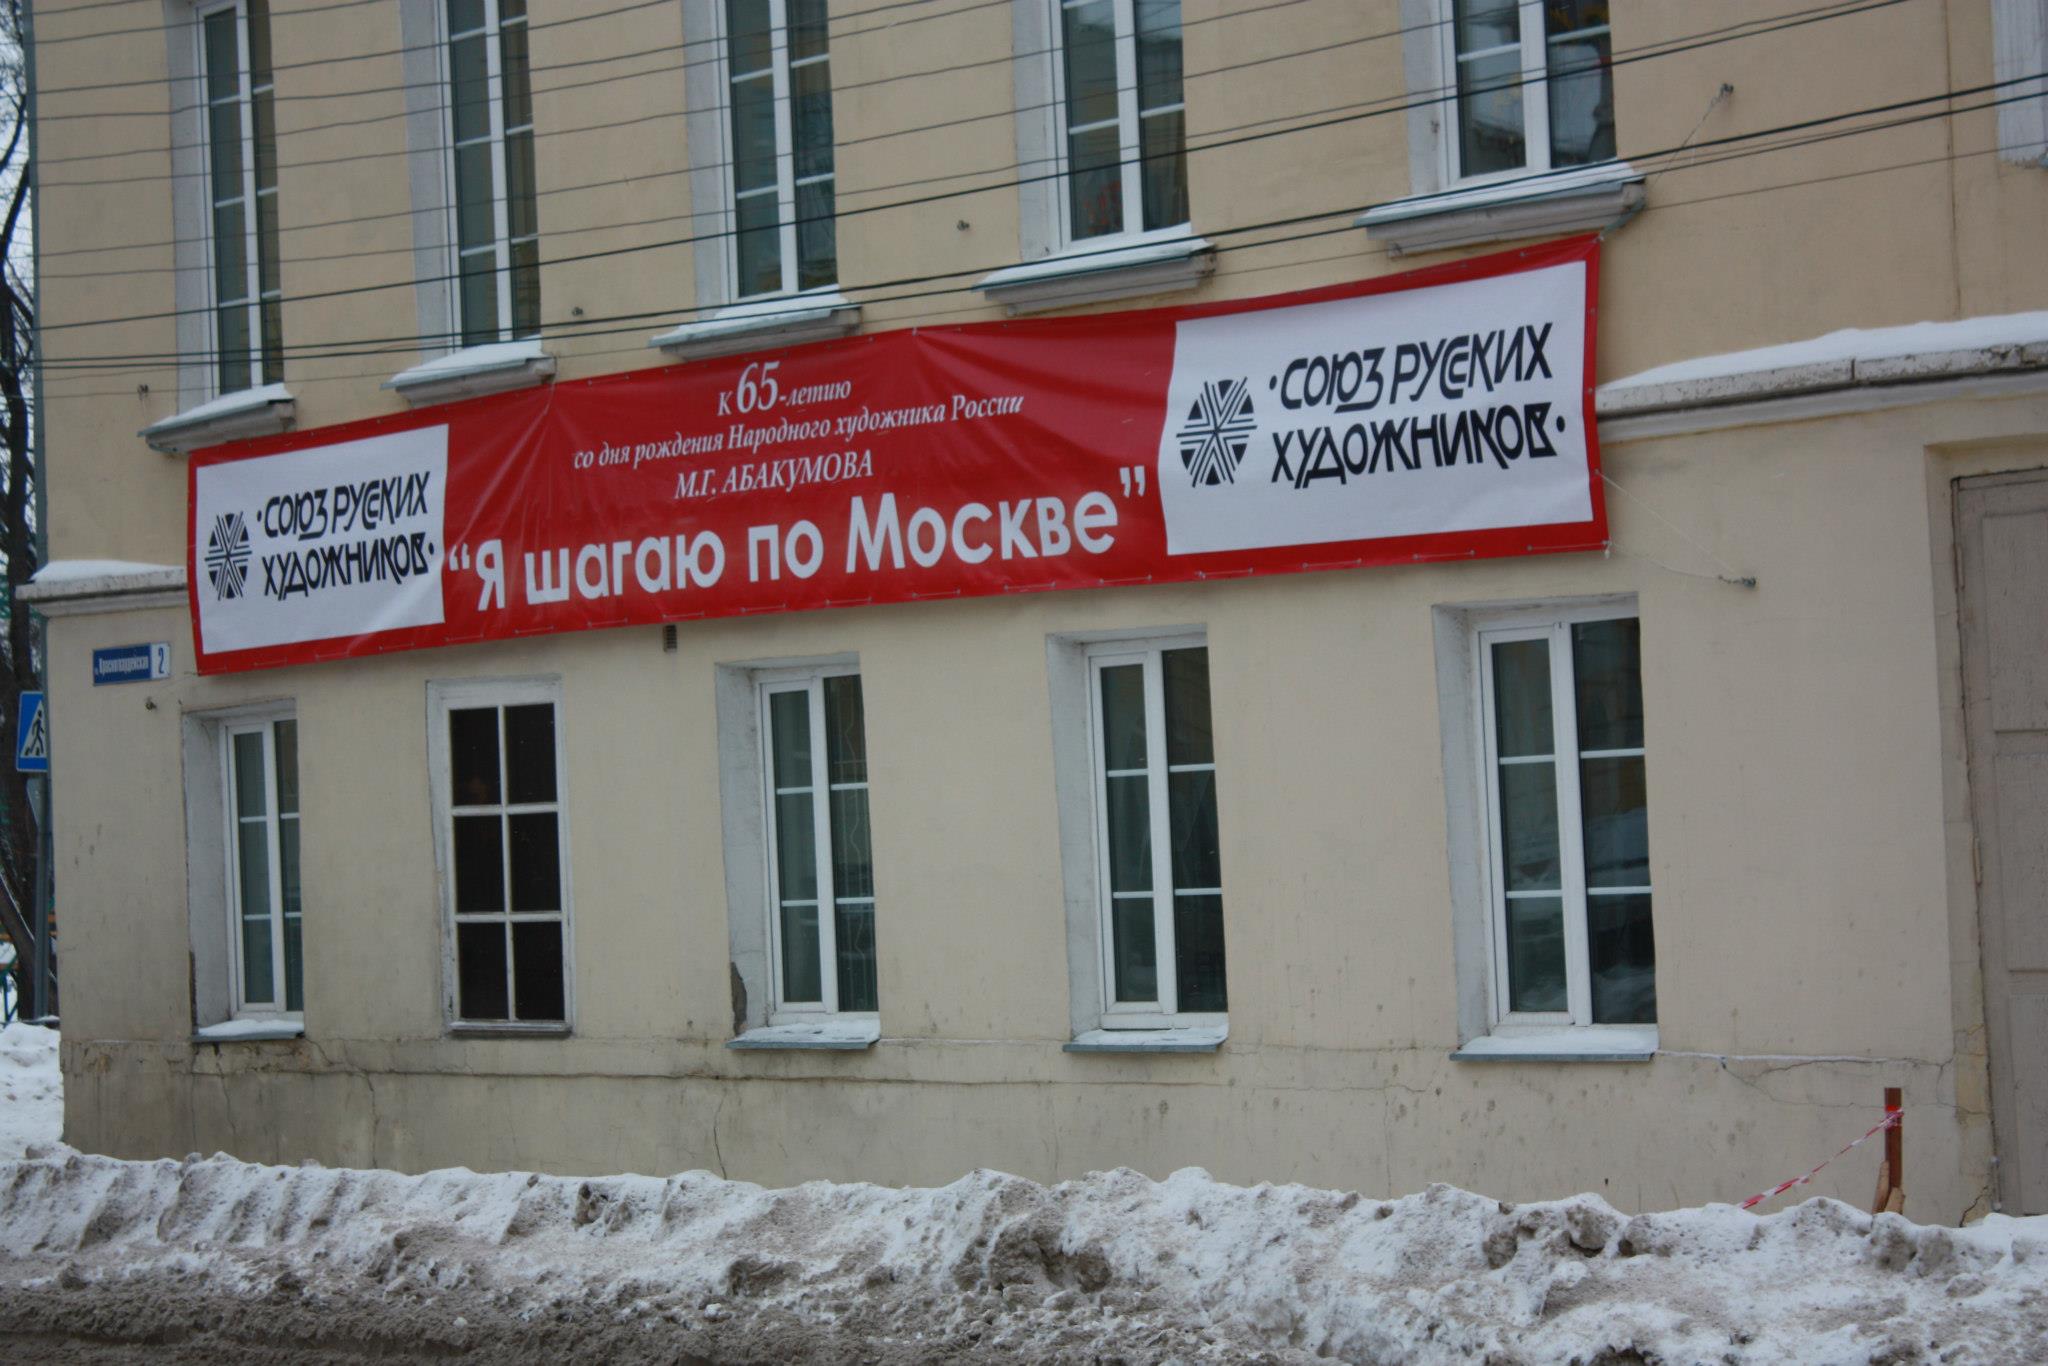 СОЮЗ РУССКИХ
ХУДОЖНИКОВ
К 65-летию
со дня рождения Народного художника России
М.Г. АБАКУМОВА
“Я шагаю по Москве”
СОЮЗ РУССКИХ
ХУДОЖНИКОВ
Красногвардейская 2